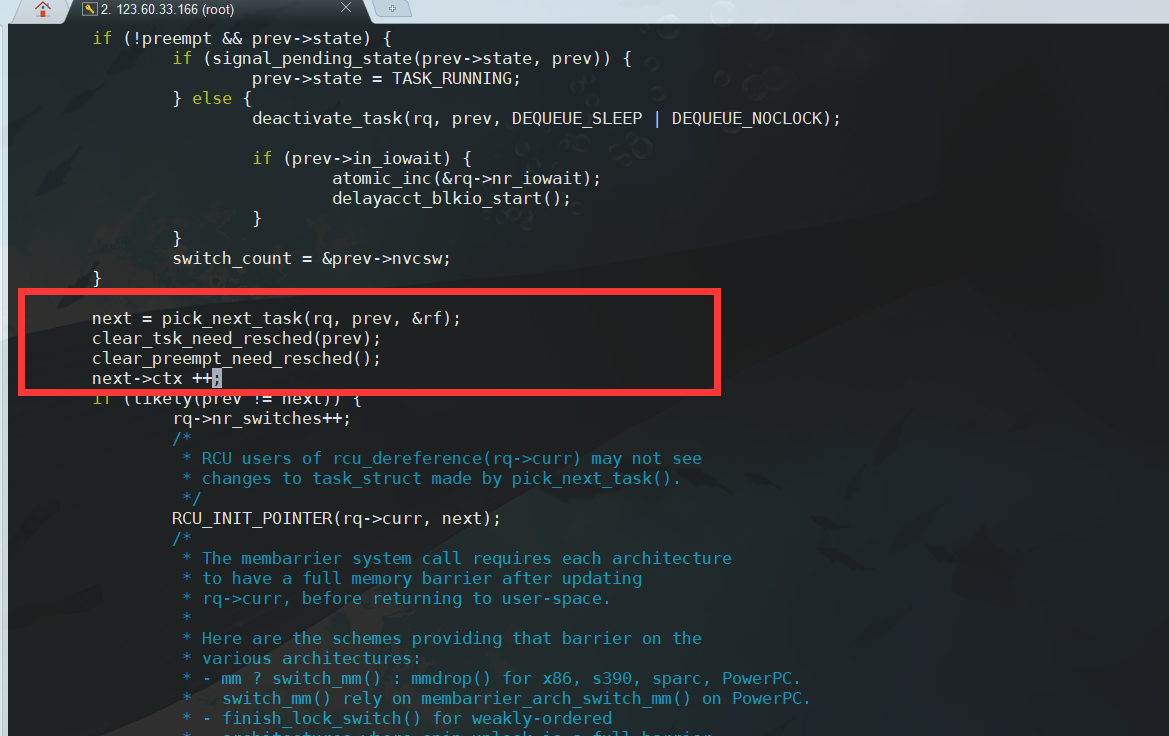 2. 123.60.33.166 (root)
if (!preempt && prev->state) {
if (signal_pending_state(prev->state, prev)) {
prev->state = TASK_RUNNING;
} else {
deactivate_task(rq, prev, DEQUEUE_SLEEP | DEQUEUE_NOCLOCK);
if (prev->in_iowait) {
atomic_inc(&rq->nr_iowait);
delayacct_blkio_start();
}
}
switch_count = &prev->nvcsw;
}
next = pick_next_task(rq, prev, &rf);
clear_tsk_need_resched(prev);
clear_preempt_need_resched();
next->ctx ++;
if (likely(prev != next)) {
rq->nr_switches++;
/*
* RCU users of rcu_dereference(rq->curr) may not see
* changes to task_struct made by pick_next_task().
*/
RCU_INIT_POINTER(rq->curr, next);
/*
* The membarrier system call requires each architecture
* to have a full memory barrier after updating
* rq->curr, before returning to user-space.
*
* Here are the schemes providing that barrier on the
* various architectures:
* - mm ? switch_mm() : mmdrop() for x86, s390, sparc, PowerPC.
* switch_mm() rely on membarrier_arch_switch_mm() on PowerPC.
* - finish_lock_switch() for weakly-ordered
* architectures where spin_unlock is a full barrier